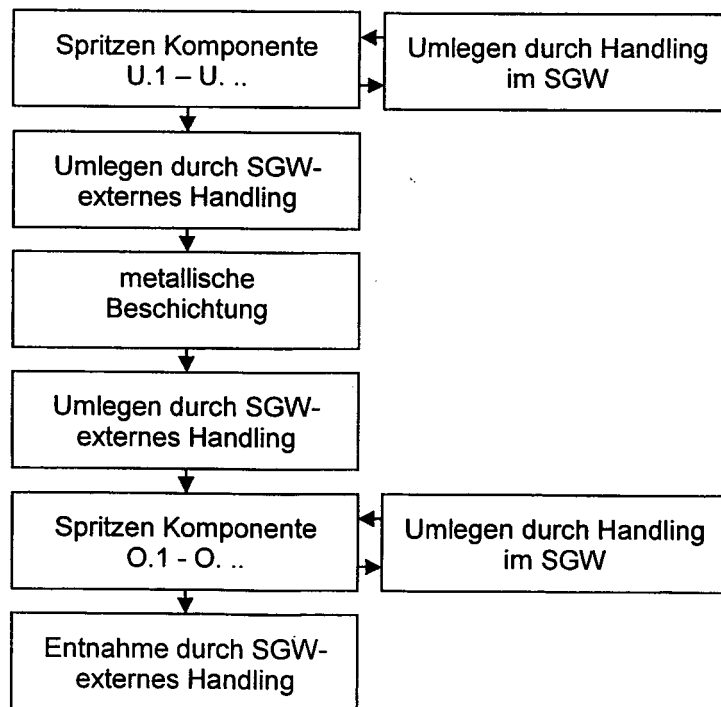 Spritzen Komponente
U.1 – U. ..
Umlegen durch Handling
im SGW
Umlegen durch SGW-
externes Handling
metallische
Beschichtung
Umlegen durch SGW-
externes Handling
Spritzen Komponente
O.1 - O. ..
Umlegen durch Handling
im SGW
Entnahme durch SGW-
externes Handling